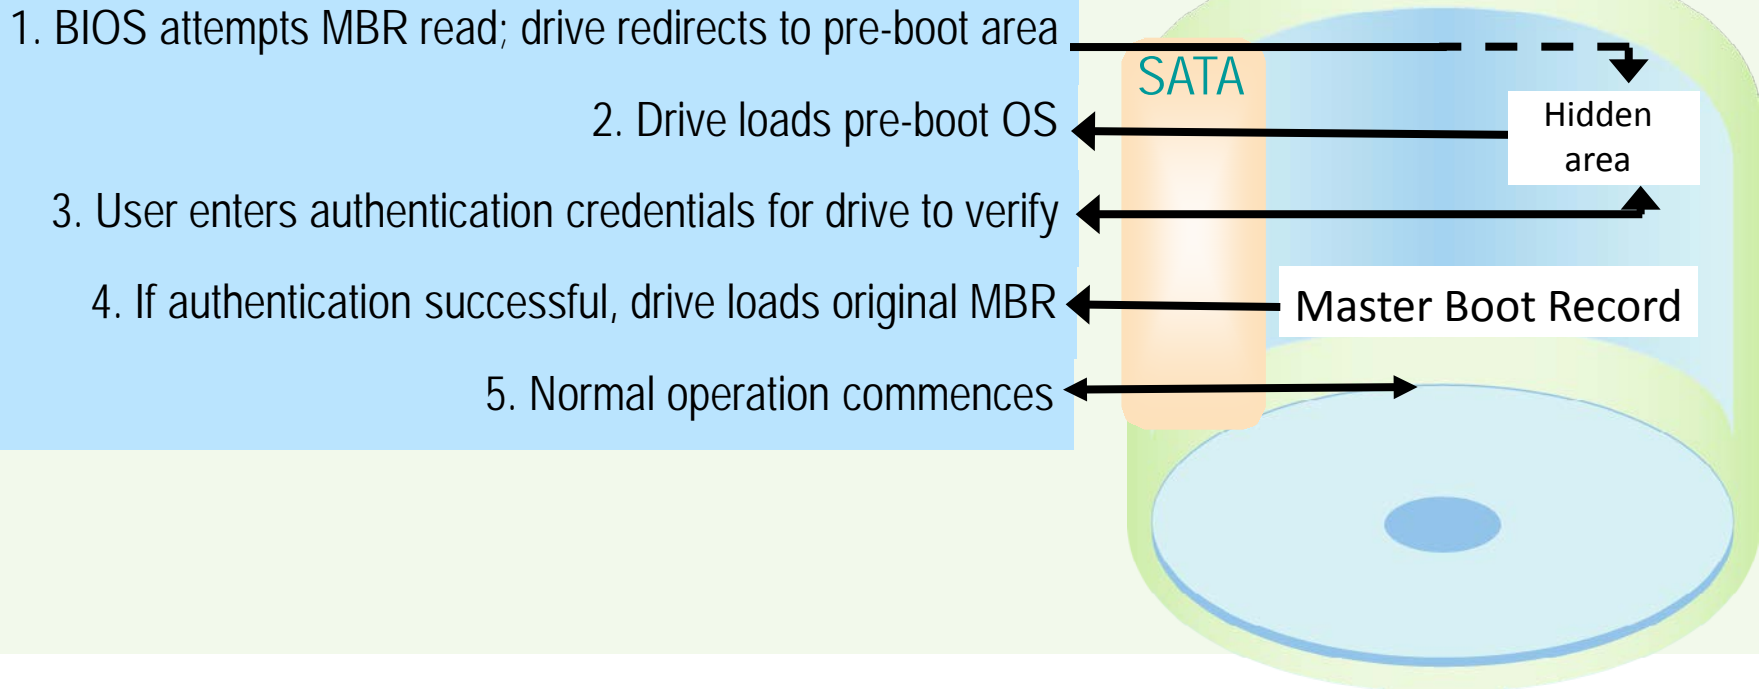 1. BIOS attempts MBR read; drive redirects to pre-boot area
SATA
2. Drive loads pre-boot OS
Hidden
area
3. User enters authentication credentials for drive to verify
4. If authentication successful, drive loads original MBR
Master Boot Record
5. Normal operation commences